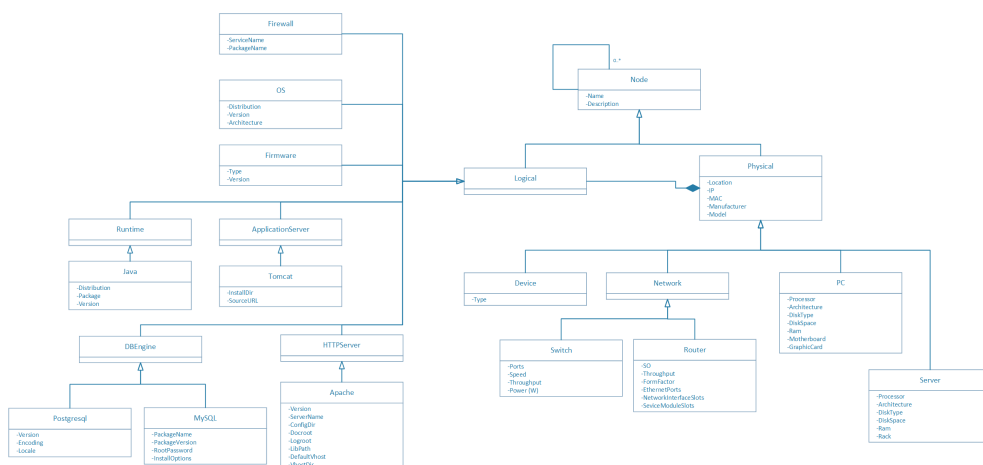 Firewall
-ServiceName
-PackageName
OS
-Distribution
-Version
-Architecture
Firmware
-Type
-Version
Runtime
ApplicationServer
Java
-Distribution
-Package
-Version
Tomcat
-InstallDir
-SourceURL
DBEngine
HTTPServer
Postgresql
-Version
-Encoding
-Locale
MySQL
-PackageName
-PackageVersion
-RootPassword
-InstallOptions
Apache
-Version
-ServerName
-ConfigDir
-Docroot
-Logroot
-LibPath
-DefaultVhost
-VhostDir
0..*
Node
-Name
-Description
Logical
Physical
-Location
-IP
-MAC
-Manufacturer
-Model
Device
-Type
Network
PC
-Processor
-Architecture
-DiskType
-DiskSpace
-Ram
-Motherboard
-GraphicCard
Switch
-Ports
-Speed
-Throughput
-Power (W)
Router
-SO
-Throughput
-FormFactor
-EthernetPorts
-NetworkInterfaceSlots
-SeviceModuleSlots
Server
-Processor
-Architecture
-DiskType
-DiskSpace
-Ram
-Rack